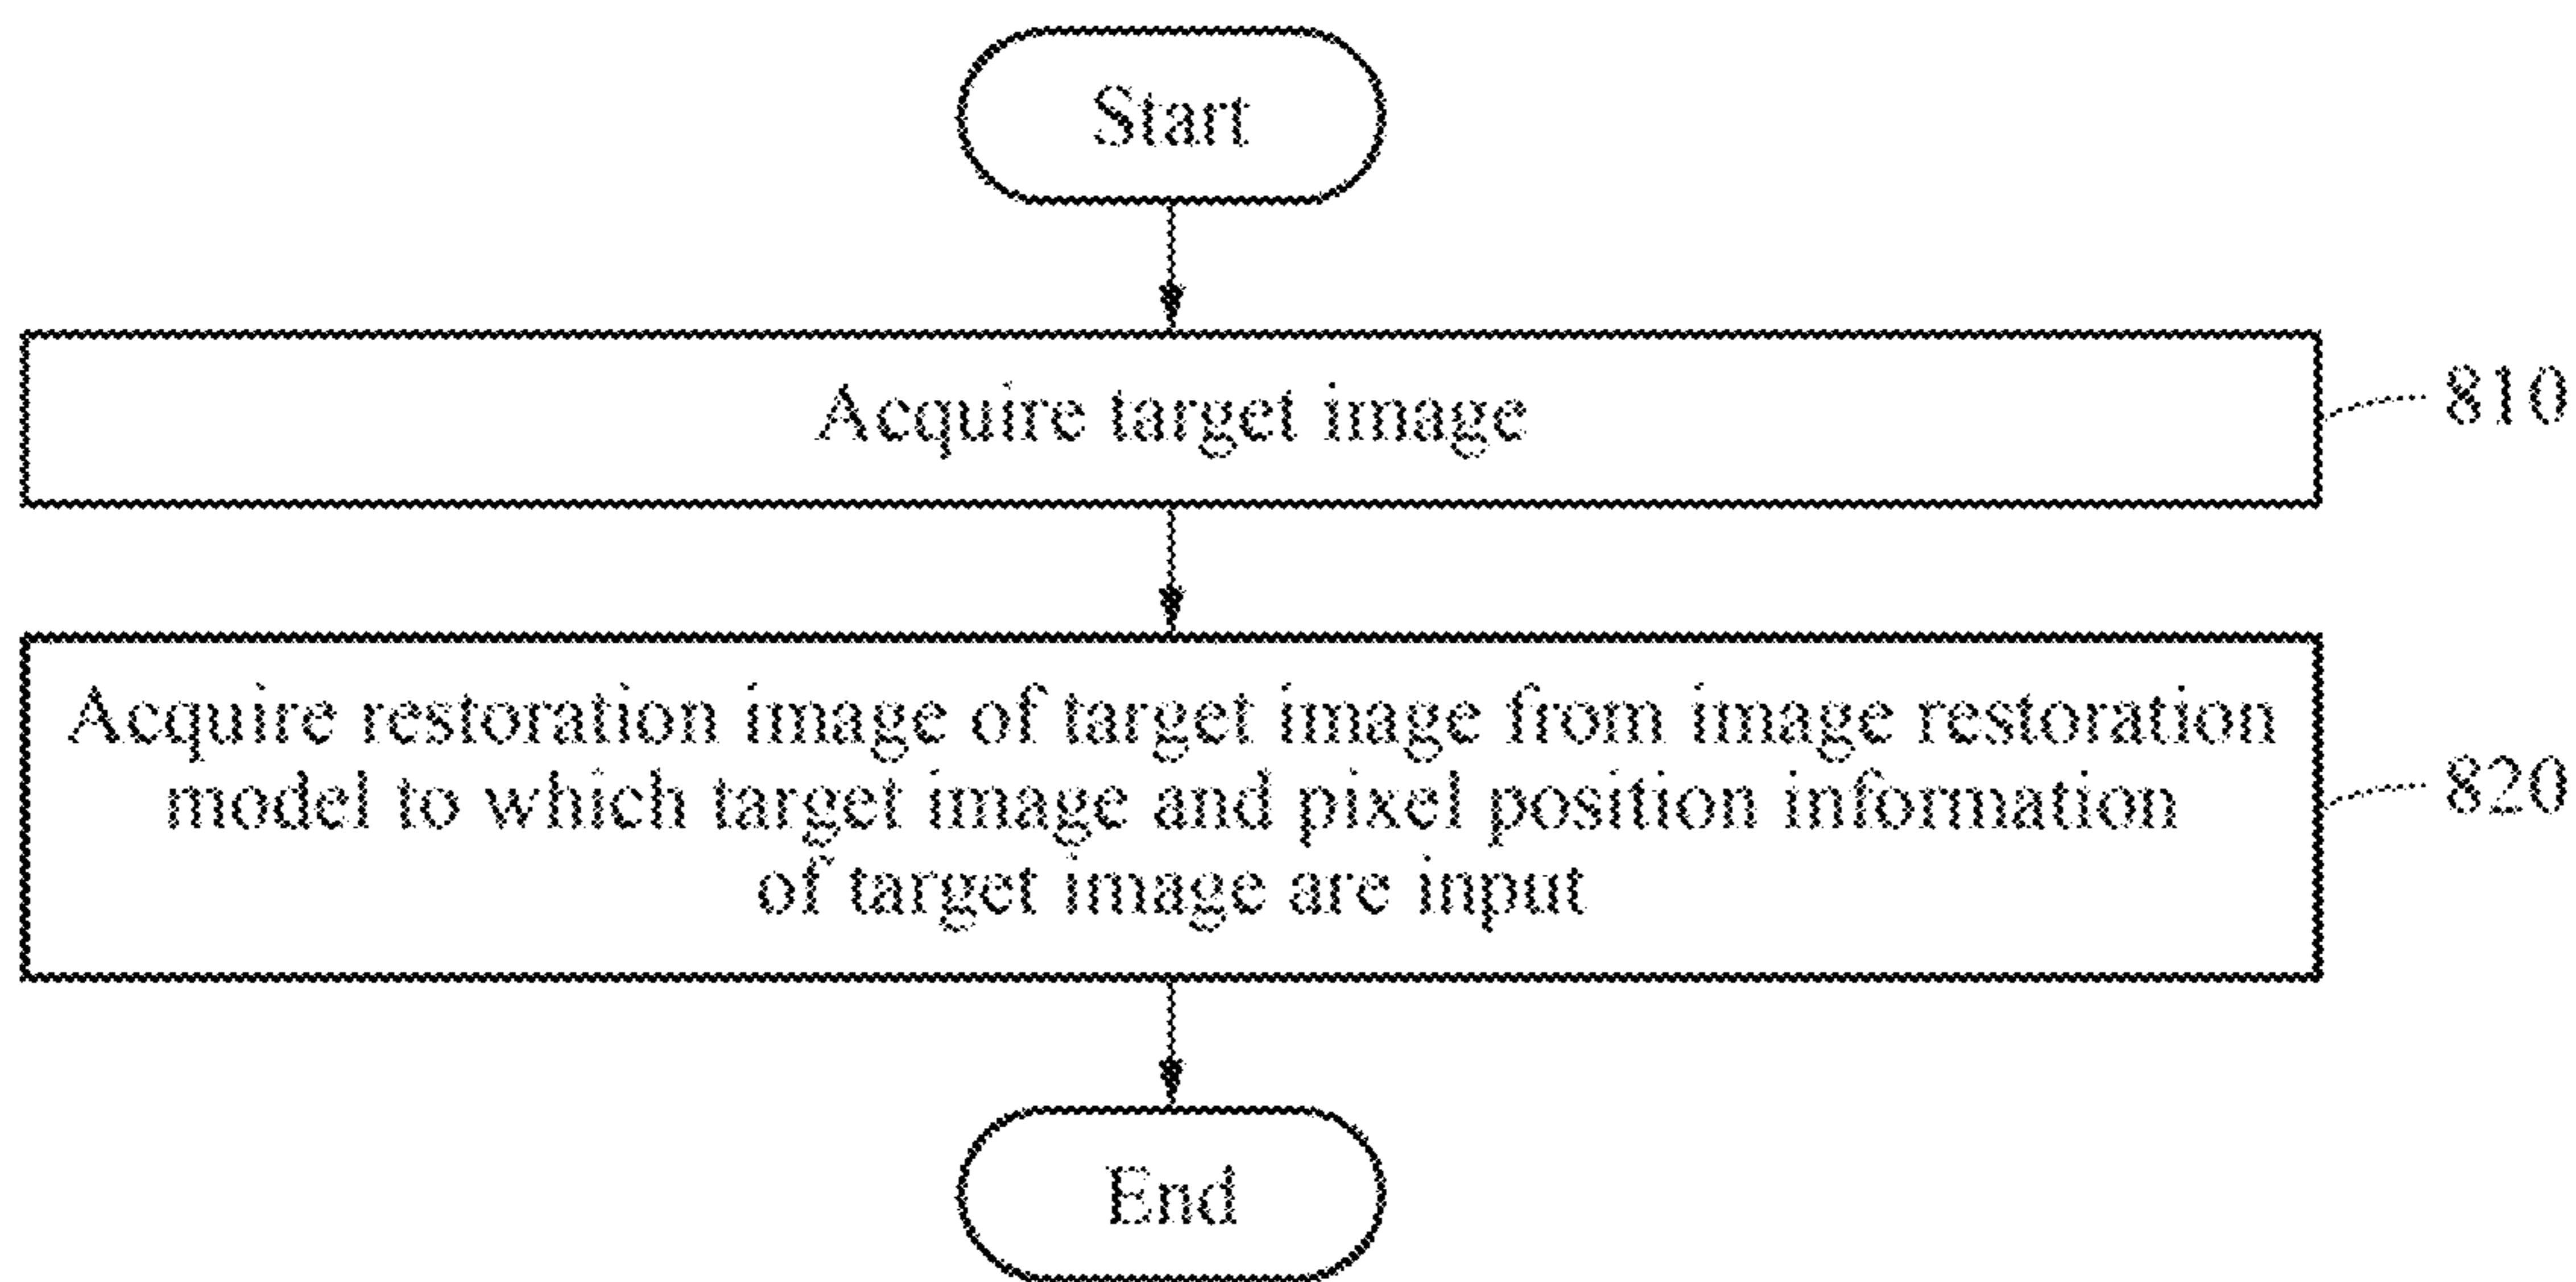 Start
Acquire target image
810
Acquire restoration image of target image from image restoration
model to which target image and pixel position information
of target image are input
820
End